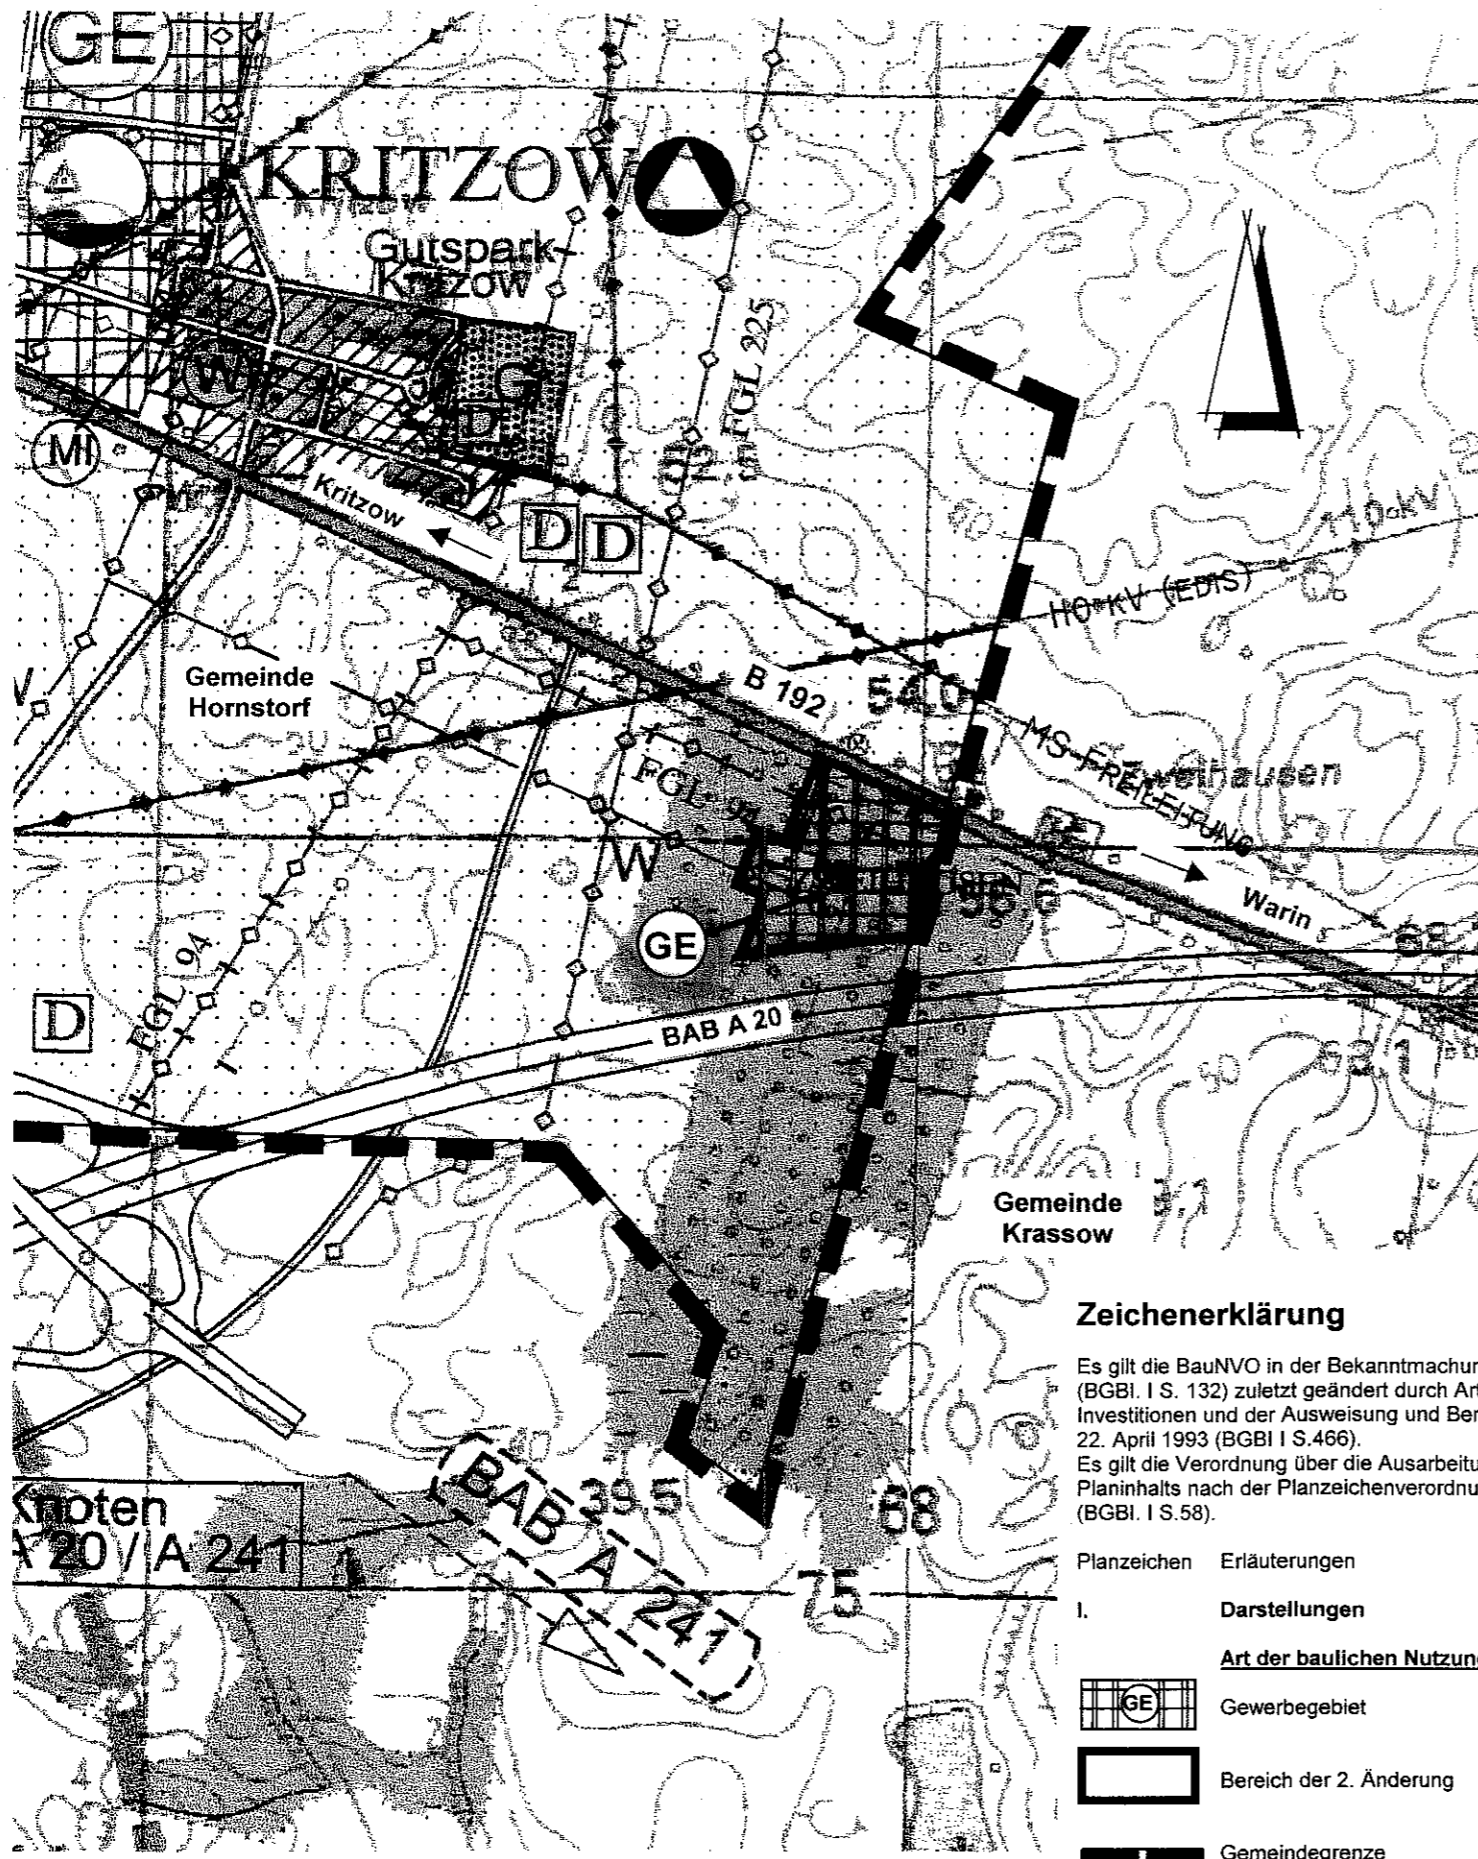 GE
KRITZOW
Gutspark
Kritzow
W
G
D
MI
Kritzow
D D
FGL 225
110 kV
110 KV (EDIS)
Gemeinde
Hornstorf
B 192
MS-FREILEITUNG
FGL 94
W
Warin
GE
D
FGL 94
BAB A 20
Gemeinde
Krassow
39.5
68
75
Knoten
A 20 / A 241
BAB A 241
Zeichenerklärung
Es gilt die BauNVO in der Bekanntmachun
(BGBl. I S. 132) zuletzt geändert durch Art
Investitionen und der Ausweisung und Ber
22. April 1993 (BGBl I S.466).
Es gilt die Verordnung über die Ausarbeitu
Planinhalts nach der Planzeichenverordnu
(BGBl. I S.58).
Planzeichen Erläuterungen
I. Darstellungen
Art der baulichen Nutzung
GE Gewerbegebiet
Bereich der 2. Änderung
Gemeindegrenze